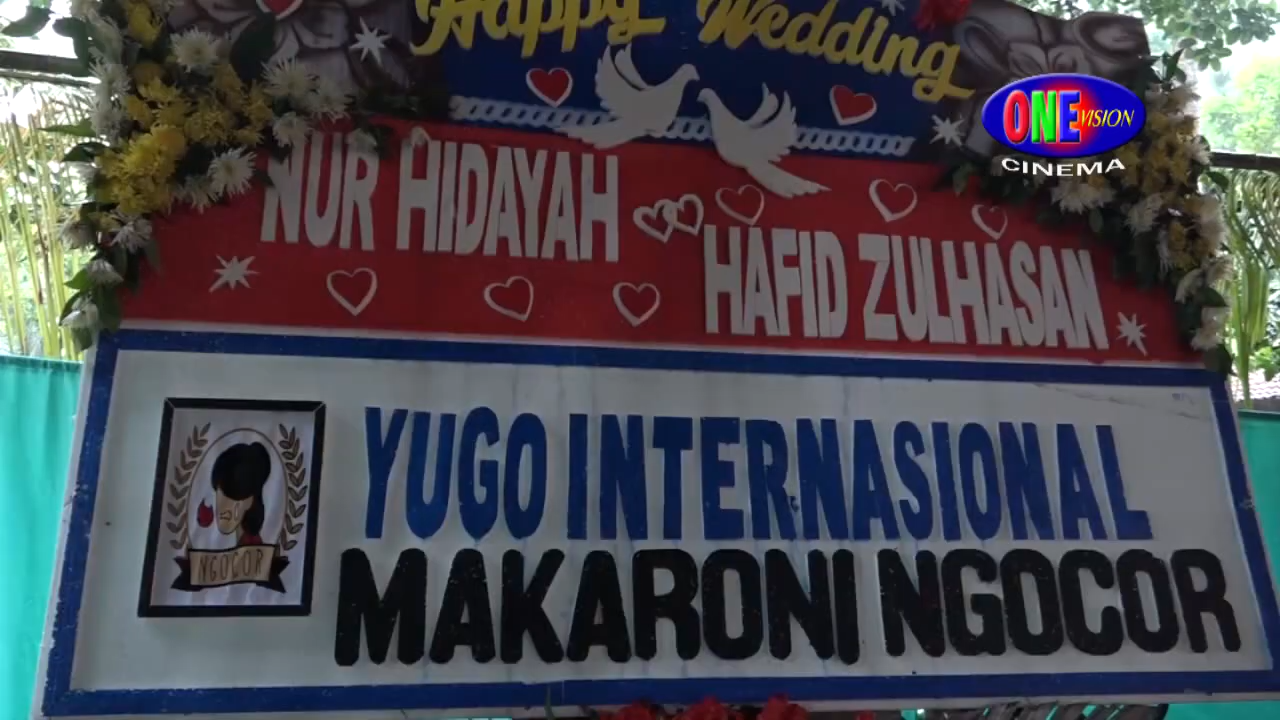 Happy Wedding
ONE VISION
CINEMA
NUR HIDAYAH
HAFID ZULHASAN
YUGO INTERNASIONAL
MAKARONI NGOCOR
NGOCOR